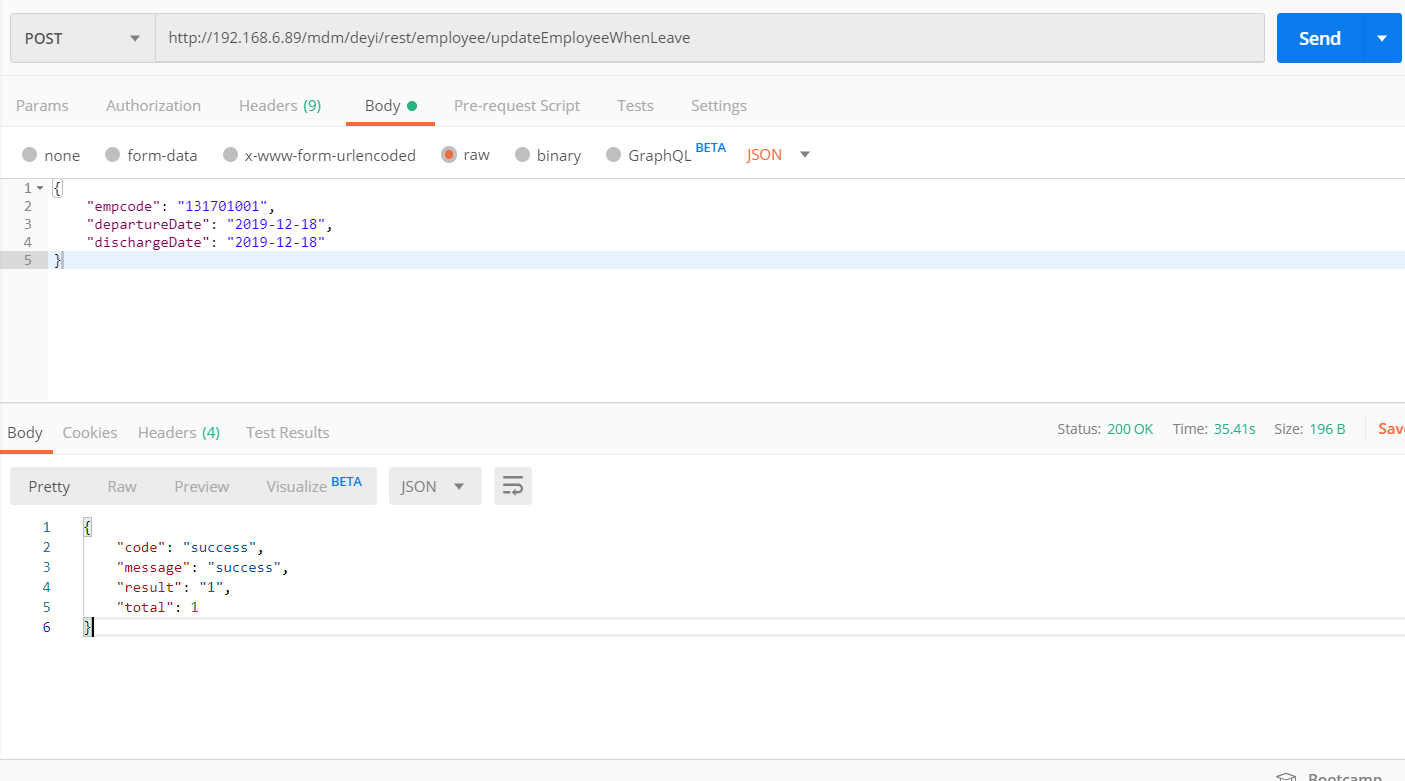 POST http://192.168.6.89/mdm/deyi/rest/employee/updateEmployeeWhenLeave Send
Params Authorization Headers (9) Body Pre-request Script Tests Settings
none form-data x-www-form-urlencoded raw binary GraphQL BETA JSON
1 {
2 "empcode": "131701001",
3 "departureDate": "2019-12-18",
4 "dischargeDate": "2019-12-18"
5 }
Body Cookies Headers (4) Test Results Status: 200 OK Time: 35.41s Size: 196 B Save
Pretty Raw Preview Visualize BETA JSON
1 {
2 "code": "success",
3 "message": "success",
4 "result": "1",
5 "total": 1
6 }
Bootcamp